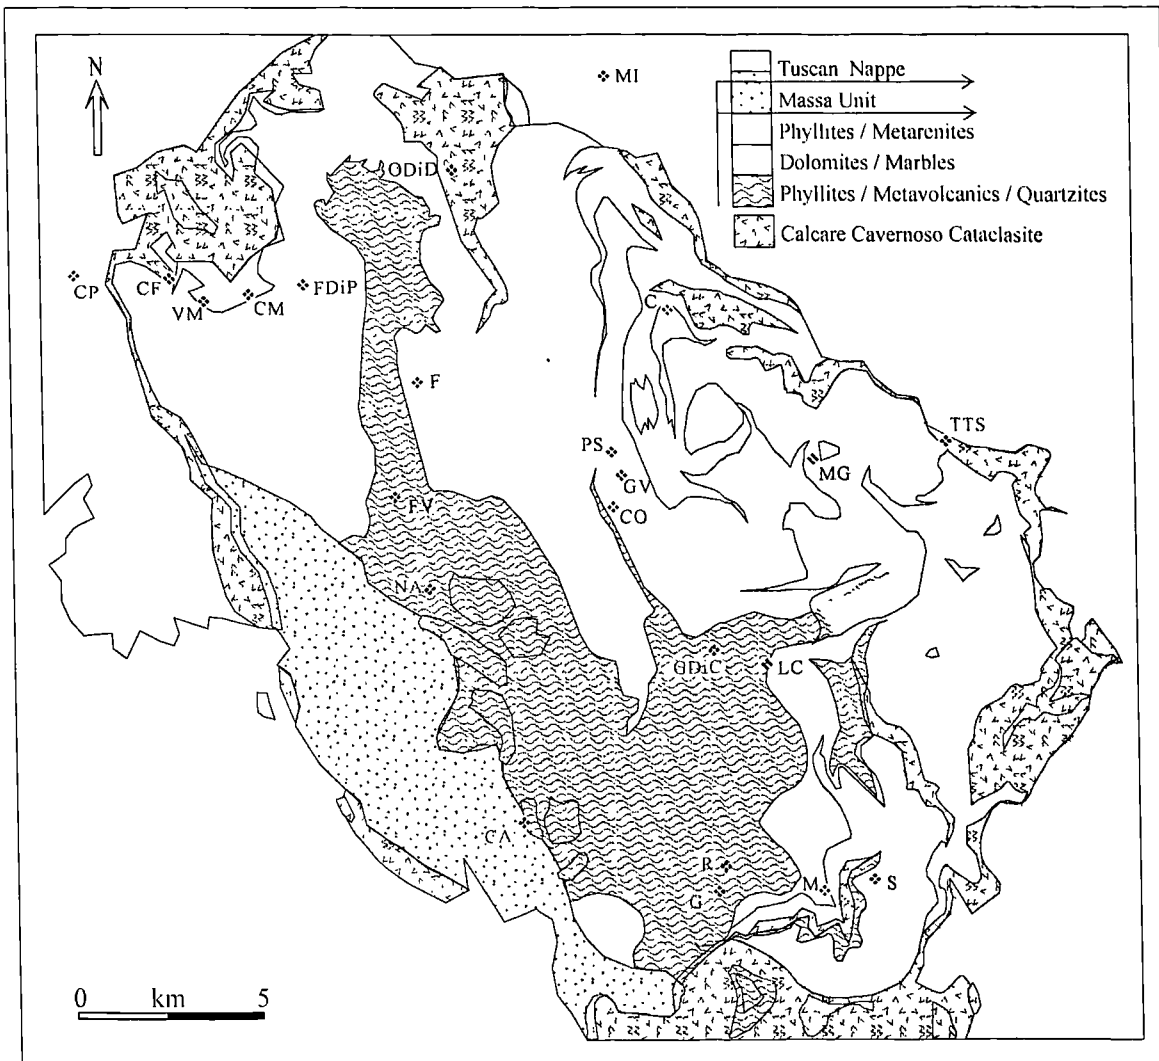 N
MI
Tuscan Nappe
Massa Unit
Phyllites / Metarenites
Dolomites / Marbles
Phyllites / Metavolcanics / Quartzites
Calcare Cavernoso Cataclasite
ODiD
CP
CF
VM
CM
FDiP
C
F
PS
GV
CO
MG
TTS
FV
NA
GDiC
LC
CA
R
G
M
S
0 km 5